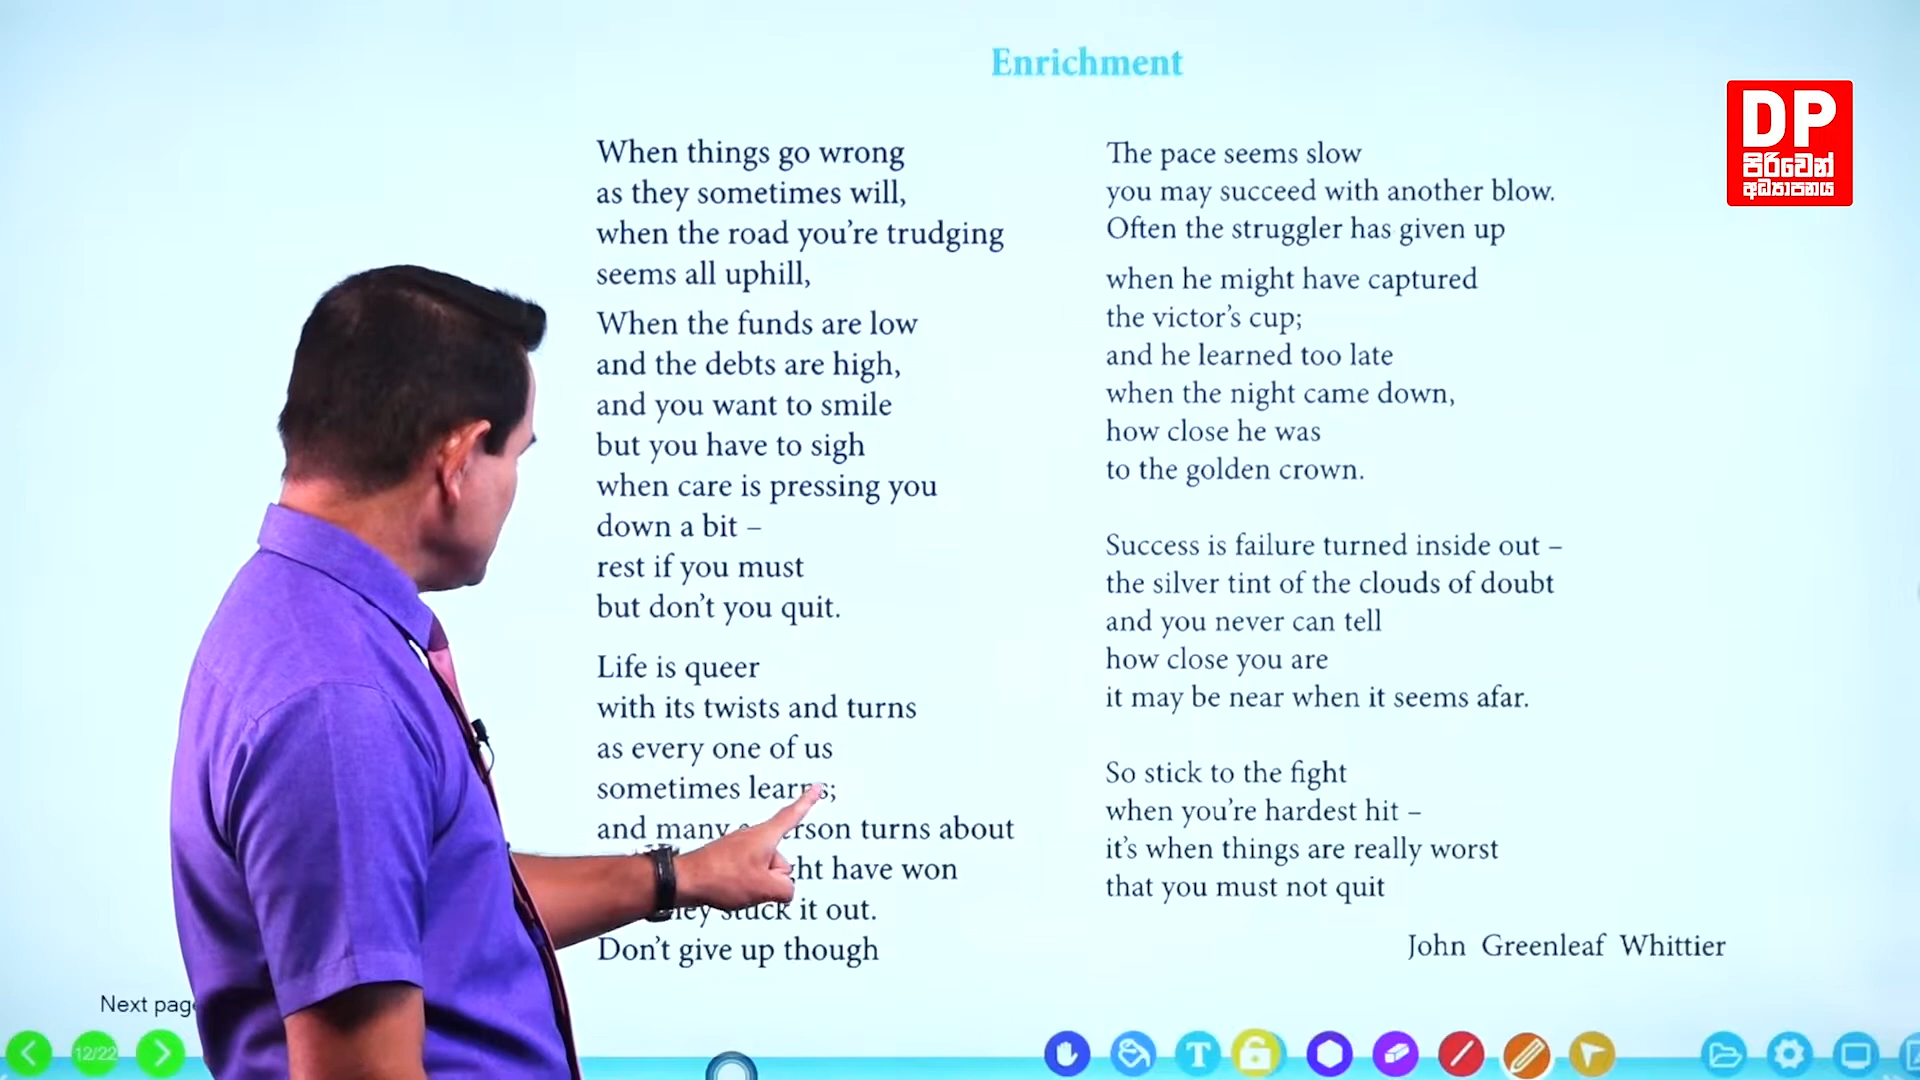 Enrichment
DP
පිරිවෙන්
අධ්‍යාපනය
When things go wrong
as they sometimes will,
when the road you're trudging
seems all uphill,
When the funds are low
and the debts are high,
and you want to smile
but you have to sigh
when care is pressing you
down a bit –
rest if you must
but don't you quit.
Life is queer
with its twists and turns
as every one of us
sometimes learns;
and many turns about
have won
stuck it out.
Don't give up though
The pace seems slow
you may succeed with another blow.
Often the struggler has given up
when he might have captured
the victor's cup;
and he learned too late
when the night came down,
how close he was
to the golden crown.
Success is failure turned inside out –
the silver tint of the clouds of doubt
and you never can tell
how close you are
it may be near when it seems afar.
So stick to the fight
when you're hardest hit –
it's when things are really worst
that you must not quit
John Greenleaf Whittier
Next page
12/22
T